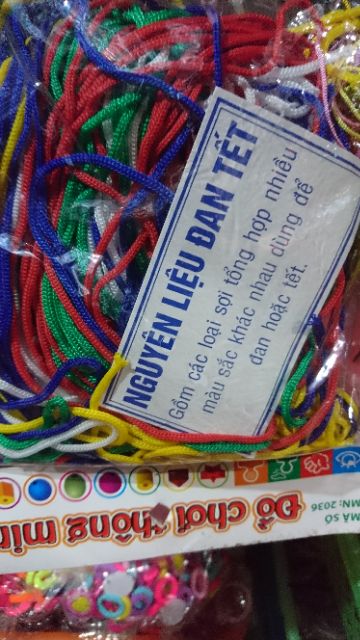 NGUYÊN LIỆU ĐAN TẾT
Gồm các loại sợi tổng hợp nhiều
màu sắc khác nhau dùng để
đan hoặc tết.
Đồ chơi thông min
MÃ SỐ
MN: 2036